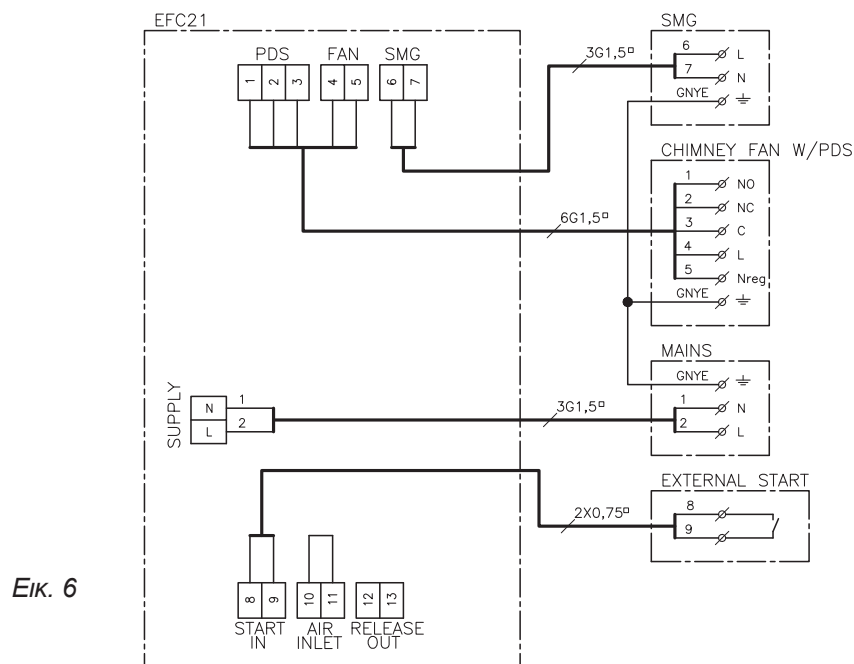 EFC21
PDS FAN SMG
1 2 3 4 5 6 7
3G1,5▫
SMG
6 L
7 N
GNYE ⏚
CHIMNEY FAN W/PDS
1 NO
2 NC
3 C
4 L
5 Nreg
GNYE ⏚
6G1,5▫
MAINS
GNYE ⏚
1 N
2 L
SUPPLY
N 1
L 2
3G1,5▫
EXTERNAL START
8
9
2X0,75▫
8 9 10 11 12 13
START AIR RELEASE
IN INLET OUT
Εικ. 6